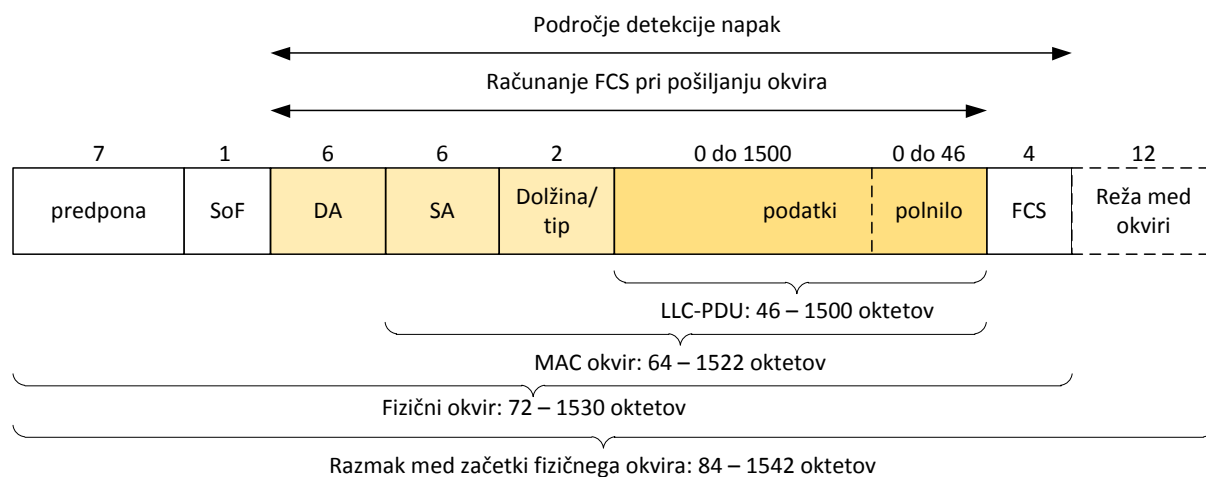 Področje detekcije napak
Računanje FCS pri pošiljanju okvira
7 1 6 6 2 0 do 1500 0 do 46 4 12
predpona SoF DA SA Dolžina/ tip podatki polnilo FCS Reža med okviri
LLC-PDU: 46 – 1500 oktetov
MAC okvir: 64 – 1522 oktetov
Fizični okvir: 72 – 1530 oktetov
Razmak med začetki fizičnega okvira: 84 – 1542 oktetov